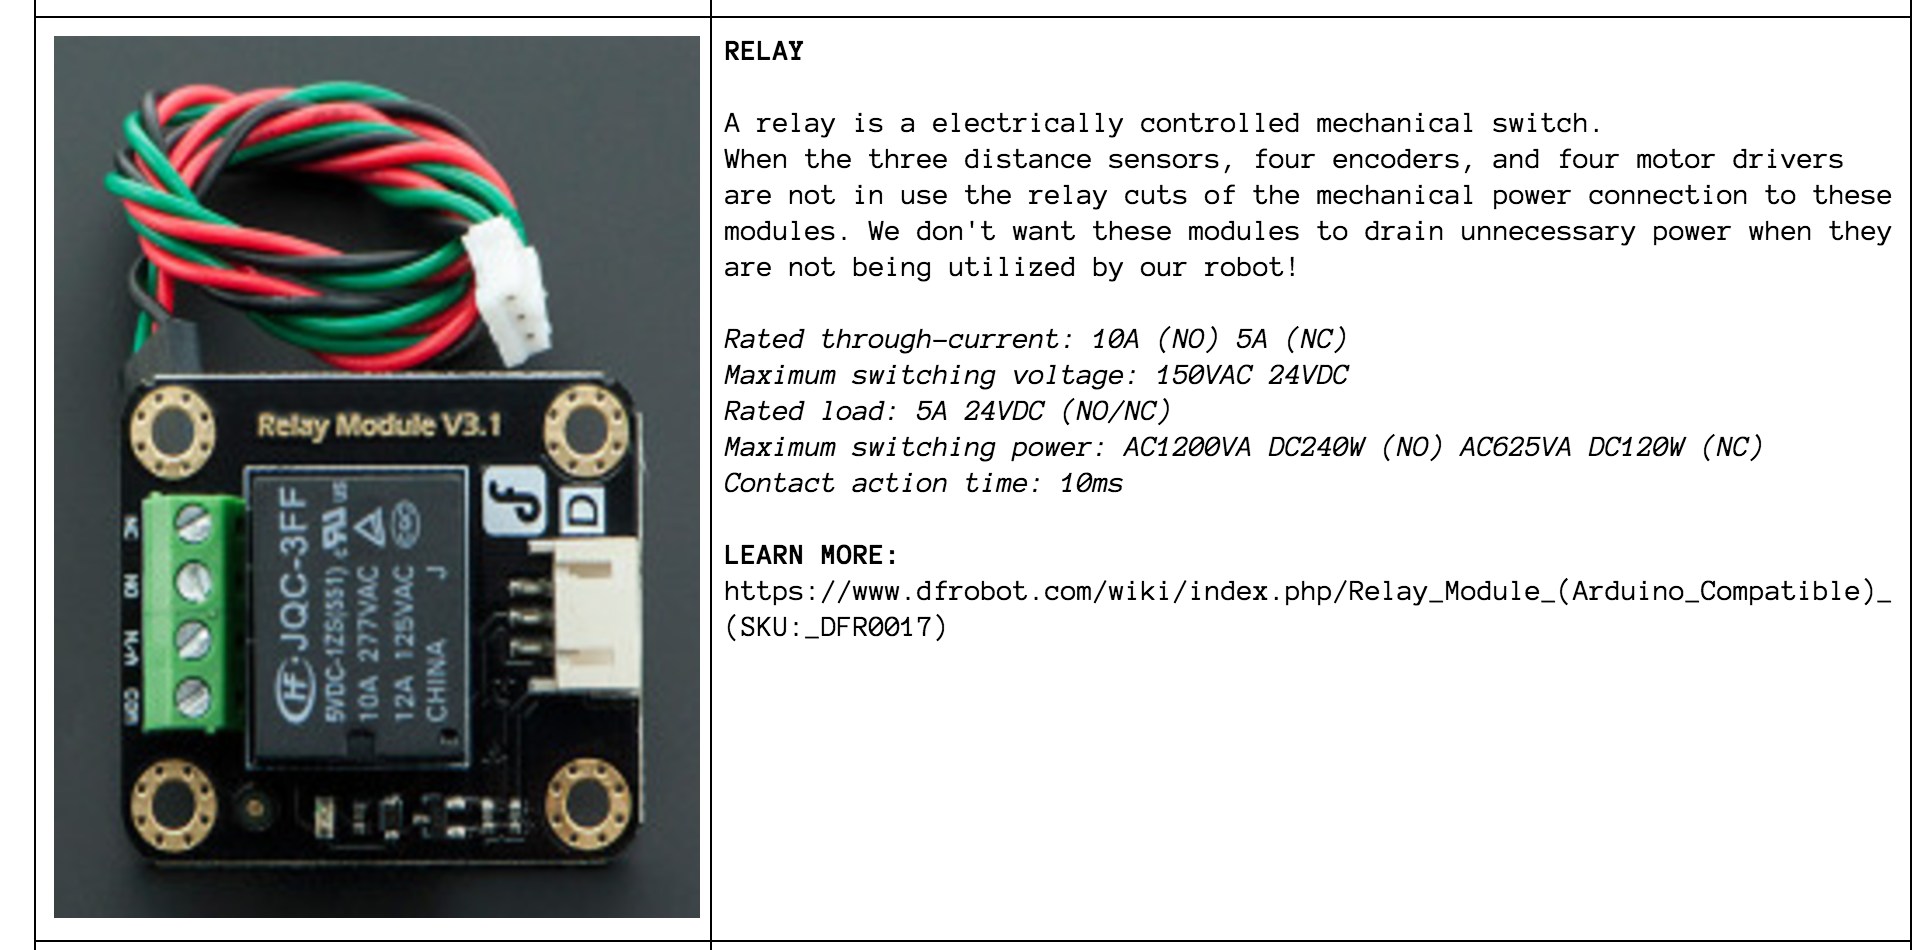 RELAY
A relay is a electrically controlled mechanical switch.
When the three distance sensors, four encoders, and four motor drivers
are not in use the relay cuts of the mechanical power connection to these
modules. We don't want these modules to drain unnecessary power when they
are not being utilized by our robot!
Rated through-current: 10A (NO) 5A (NC)
Maximum switching voltage: 150VAC 24VDC
Rated load: 5A 24VDC (NO/NC)
Maximum switching power: AC1200VA DC240W (NO) AC625VA DC120W (NC)
Contact action time: 10ms
LEARN MORE:
https://www.dfrobot.com/wiki/index.php/Relay_Module_(Arduino_Compatible)_
(SKU:_DFR0017)
Relay Module V3.1
D
NC
NO
N/A
COM
HF JQC-3FF
5VDC-1ZS(551) c us
10A 277VAC
12A 125VAC
CHINA J